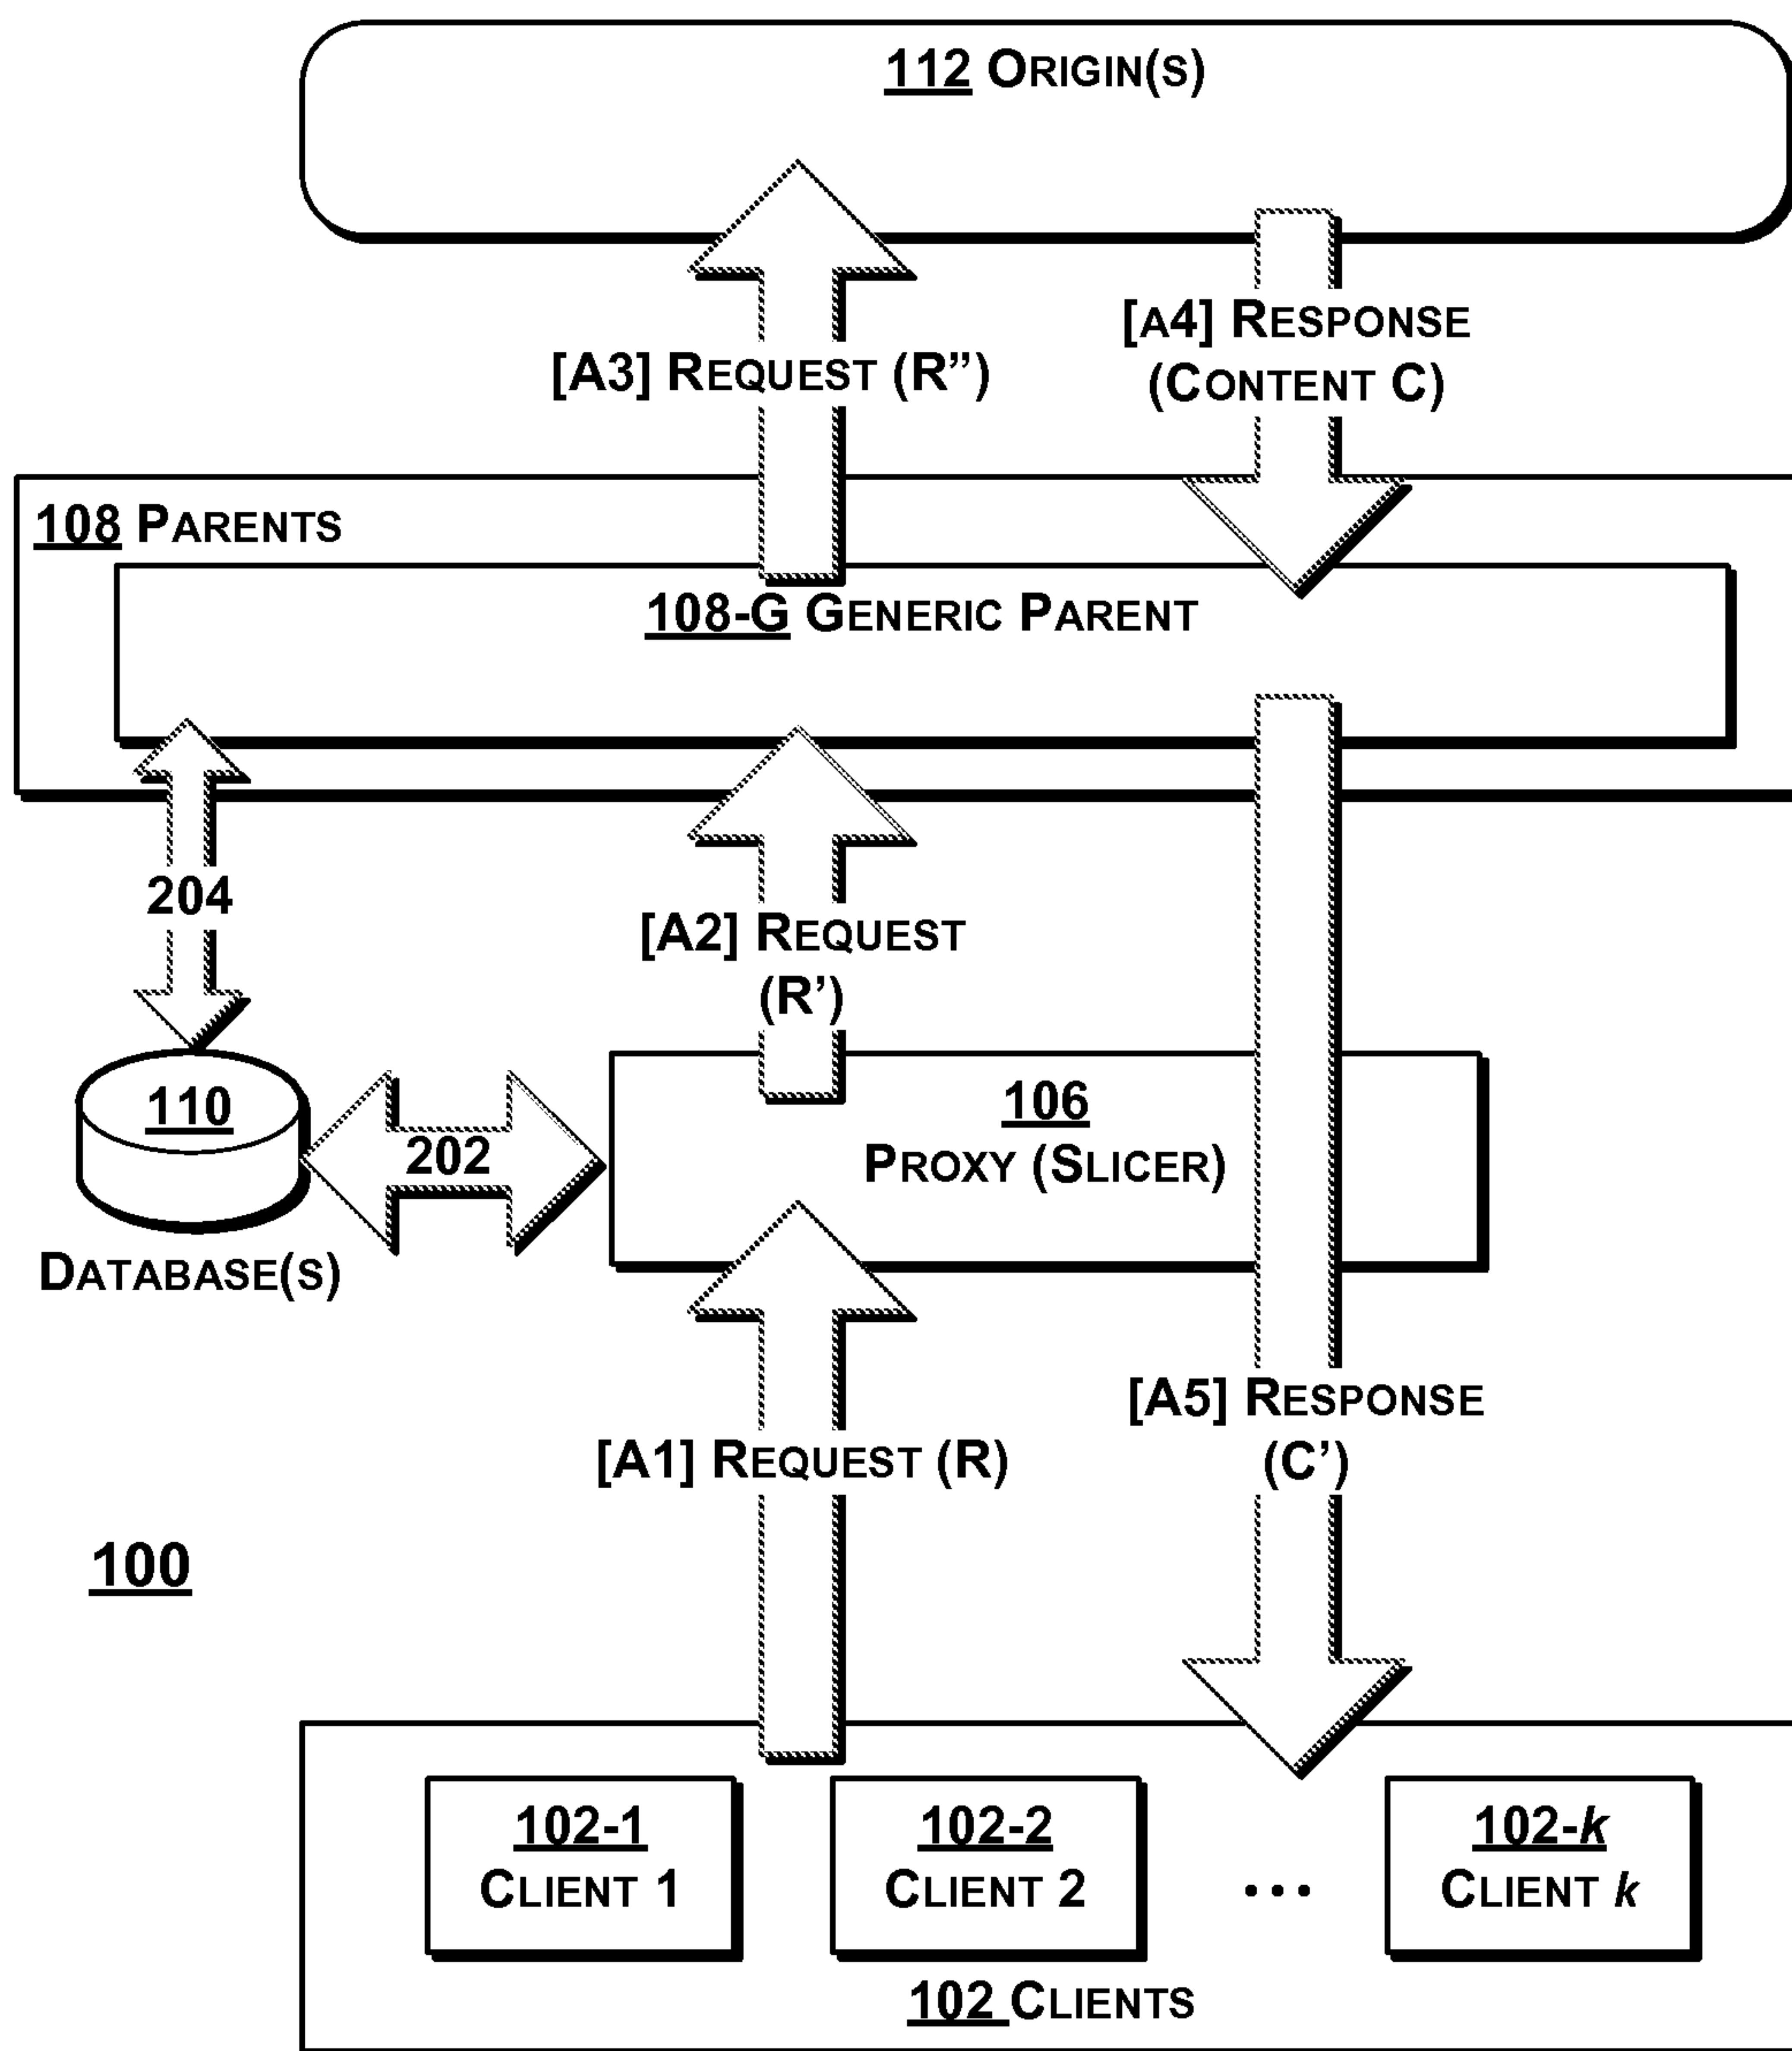 112 ORIGIN(S)
[A4] RESPONSE
(CONTENT C)
[A3] REQUEST (R”)
108 PARENTS
108-G GENERIC PARENT
204
[A2] REQUEST
(R’)
110
202
106
PROXY (SLICER)
DATABASE(S)
[A5] RESPONSE
(C’)
[A1] REQUEST (R)
100
102-1
CLIENT 1
102-2
CLIENT 2
...
102-k
CLIENT k
102 CLIENTS